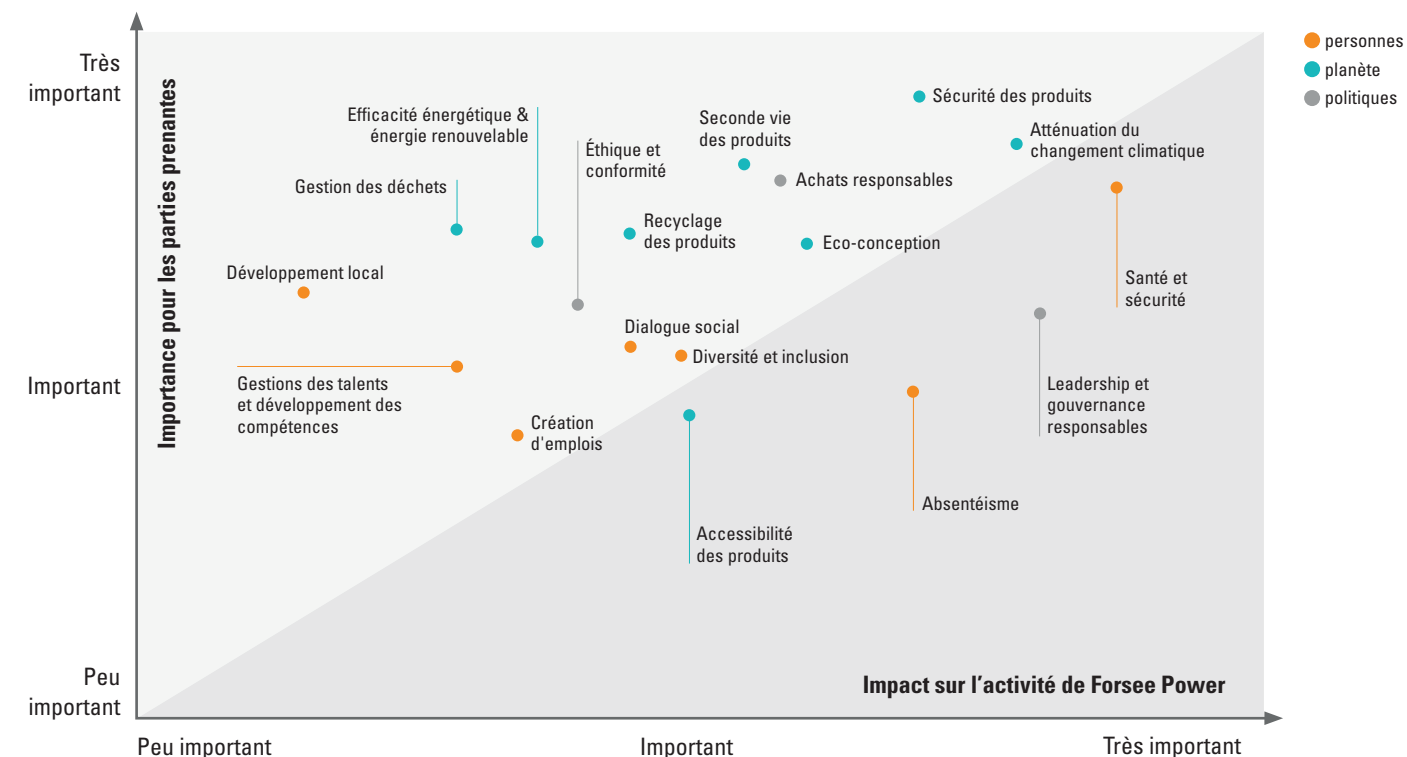 Très
important
Important
Peu
important
Importance pour les parties prenantes
Efficacité énergétique &
énergie renouvelable
Gestion des déchets
Éthique et
conformité
Seconde vie
des produits
Sécurité des produits
Atténuation du
changement climatique
Achats responsables
Recyclage
des produits
Eco-conception
Développement local
Santé et
sécurité
Dialogue social
Diversité et inclusion
Gestions des talents
et développement des
compétences
Création
d'emplois
Leadership et
gouvernance
responsables
Absentéisme
Accessibilité
des produits
Impact sur l'activité de Forsee Power
Peu important
Important
Très important
personnes
planète
politiques